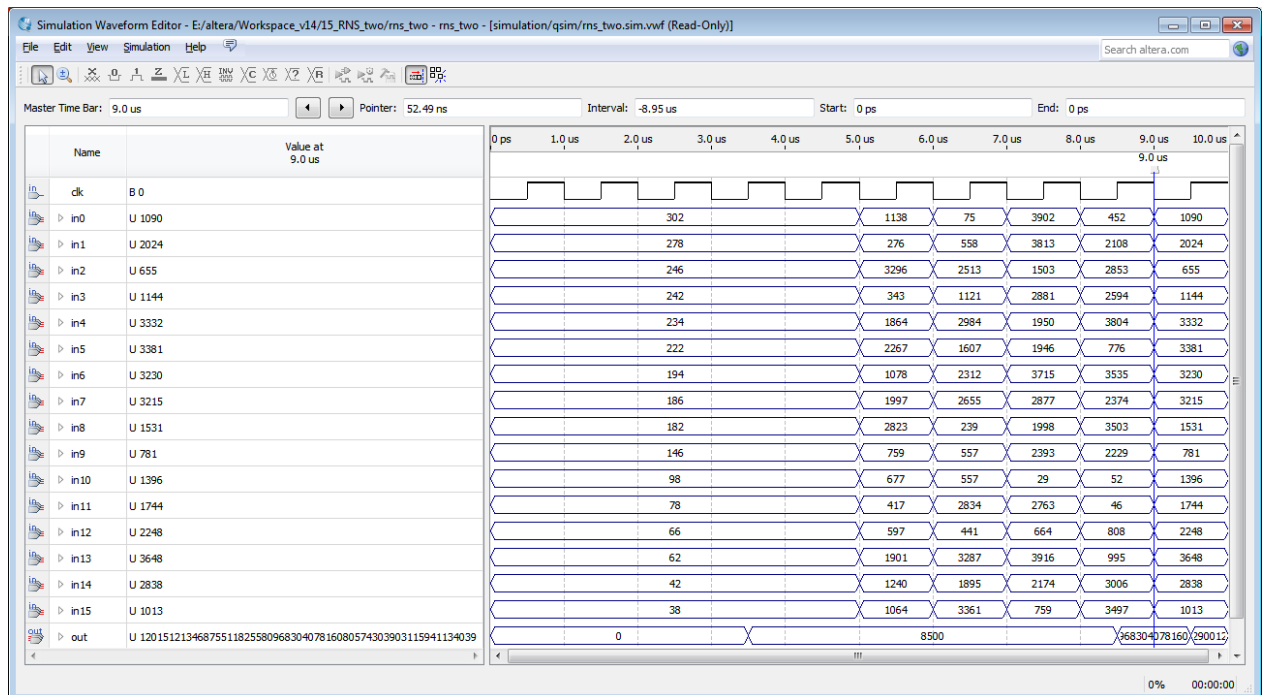 Simulation Waveform Editor - E:/altera/Workspace_v14/15_RNS_two/rns_two - rns_two - [simulation/qsim/rns_two.sim.vwf (Read-Only)]
File Edit View Simulation Help Search altera.com
Master Time Bar: 9.0 us Pointer: 52.49 ns Interval: -8.95 us Start: 0 ps End: 0 ps
Name Value at 9.0 us 0 ps 1.0 us 2.0 us 3.0 us 4.0 us 5.0 us 6.0 us 7.0 us 8.0 us 9.0 us 10.0 us
9.0 us
clk B 0
in0 U 1090 302 1138 75 3902 452 1090
in1 U 2024 278 276 558 3813 2108 2024
in2 U 655 246 3296 2513 1503 2853 655
in3 U 1144 242 343 1121 2881 2594 1144
in4 U 3332 234 1864 2984 1950 3804 3332
in5 U 3381 222 2267 1607 1946 776 3381
in6 U 3230 194 1078 2312 3715 3535 3230
in7 U 3215 186 1997 2655 2877 2374 3215
in8 U 1531 182 2823 239 1998 3503 1531
in9 U 781 146 759 557 2393 2229 781
in10 U 1396 98 677 557 29 52 1396
in11 U 1744 78 417 2834 2763 46 1744
in12 U 2248 66 597 441 664 808 2248
in13 U 3648 62 1901 3287 3916 995 3648
in14 U 2838 42 1240 1895 2174 3006 2838
in15 U 1013 38 1064 3361 759 3497 1013
out U 120151213468755118255809683040781608057430390311594113403​9 0 8500 968304078160 290012
0% 00:00:00